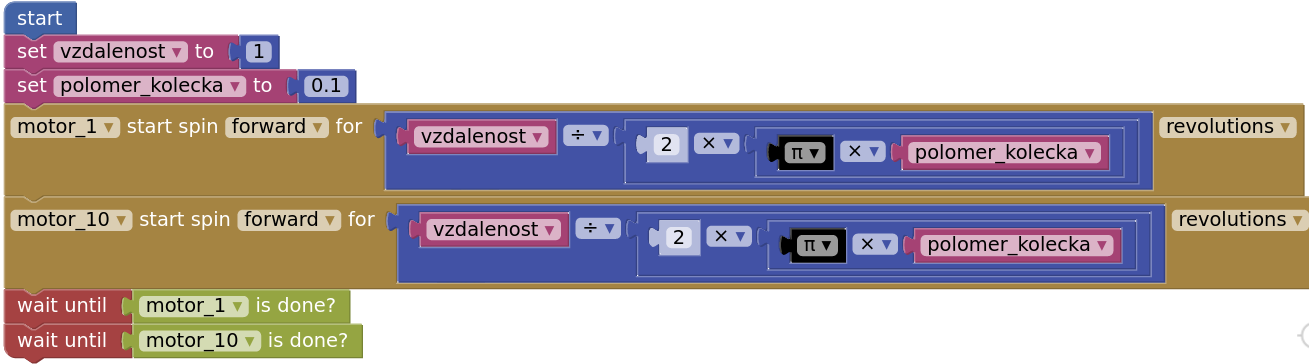 start
set vzdalenost to 1
set polomer_kolecka to 0.1
motor_1 start spin forward for vzdalenost ÷ 2 × π × polomer_kolecka revolutions
motor_10 start spin forward for vzdalenost ÷ 2 × π × polomer_kolecka revolutions
wait until motor_1 is done?
wait until motor_10 is done?